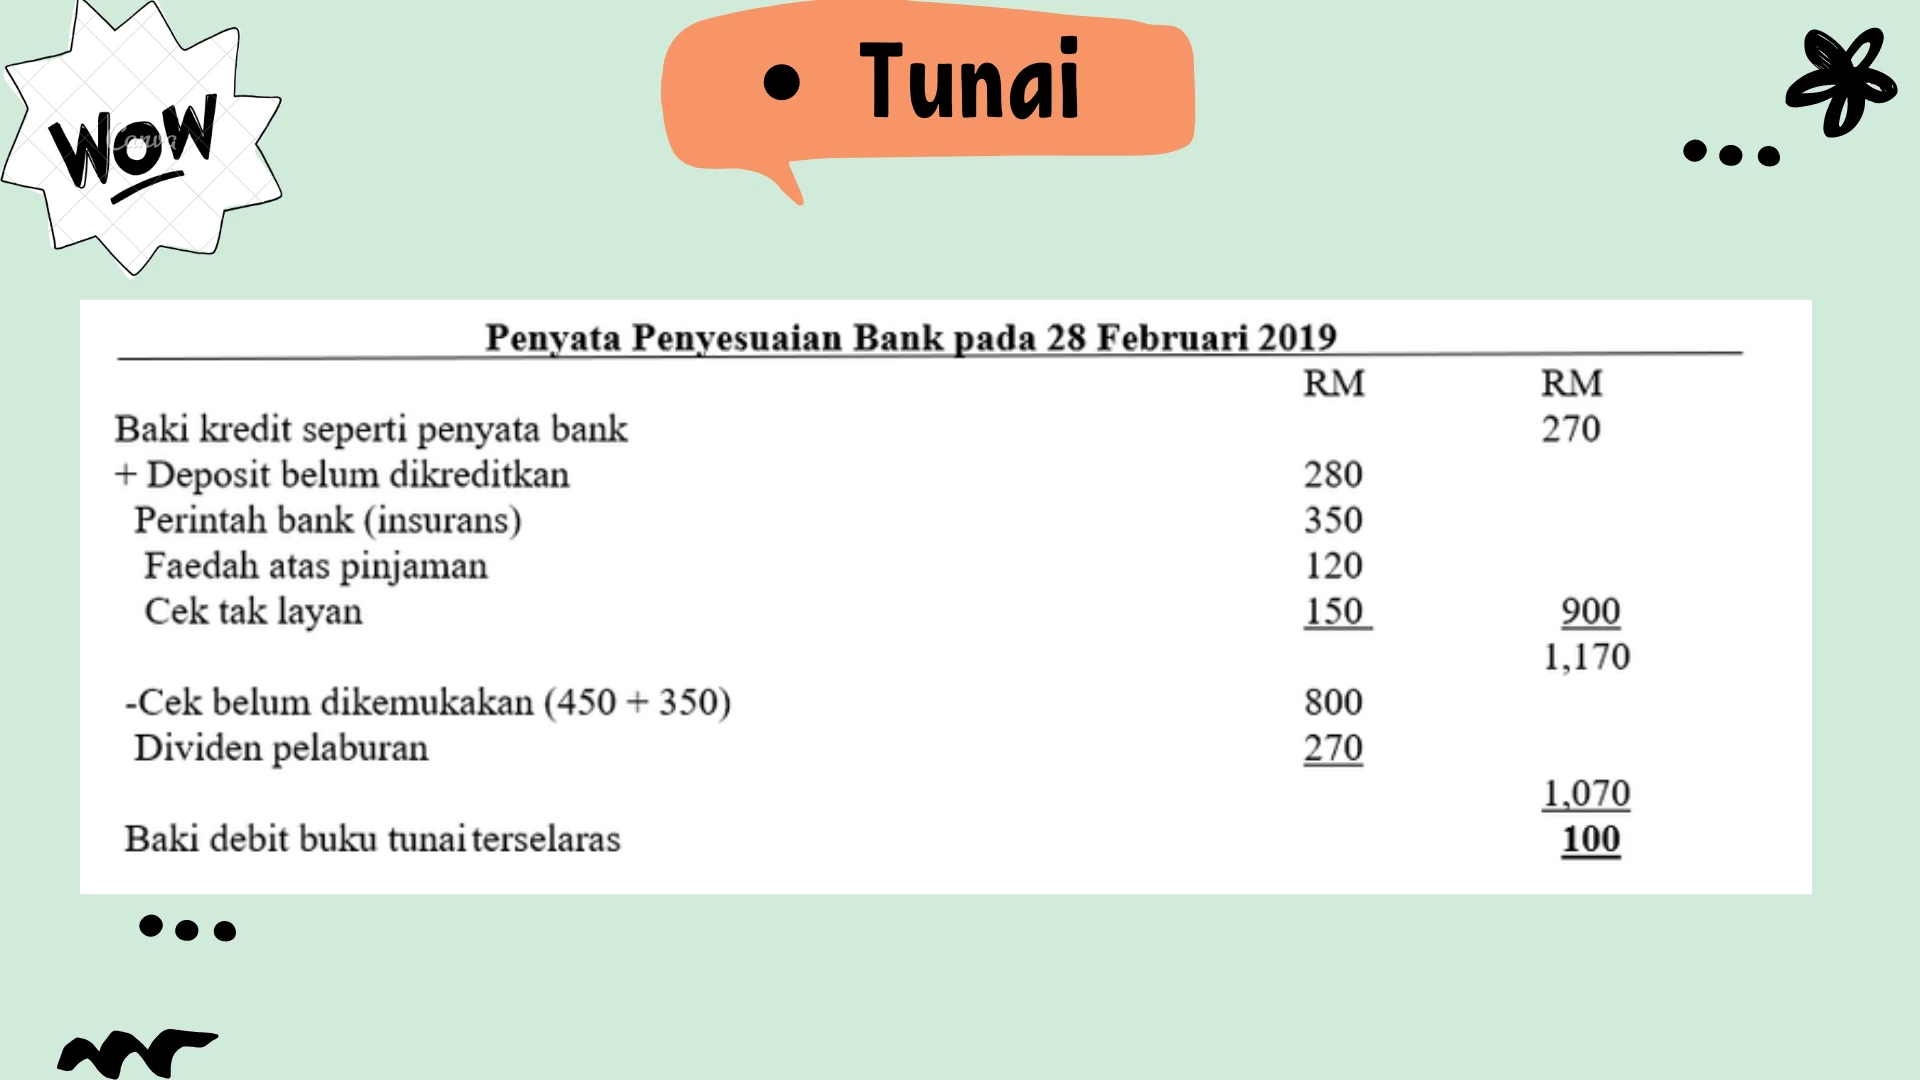 WOW
Canva
• Tunai
Penyata Penyesuaian Bank pada 28 Februari 2019
RM RM
Baki kredit seperti penyata bank 270
+ Deposit belum dikreditkan 280
Perintah bank (insurans) 350
Faedah atas pinjaman 120
Cek tak layan 150 900
1,170
-Cek belum dikemukakan (450 + 350) 800
Dividen pelaburan 270
1,070
Baki debit buku tunai terselaras 100